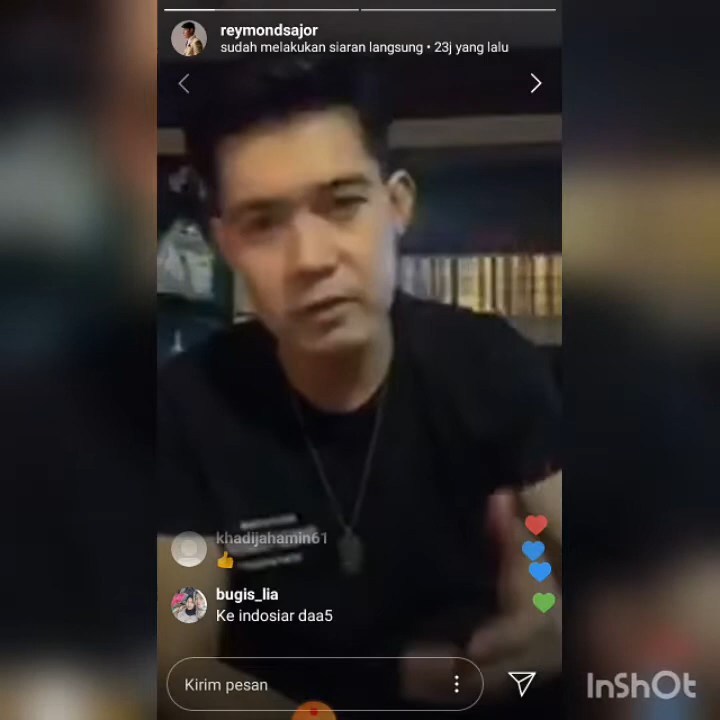 reymondsajor
sudah melakukan siaran langsung • 23j yang lalu
khadijahamin61
👍
bugis_lia
Ke indosiar daa5
Kirim pesan
InShOt